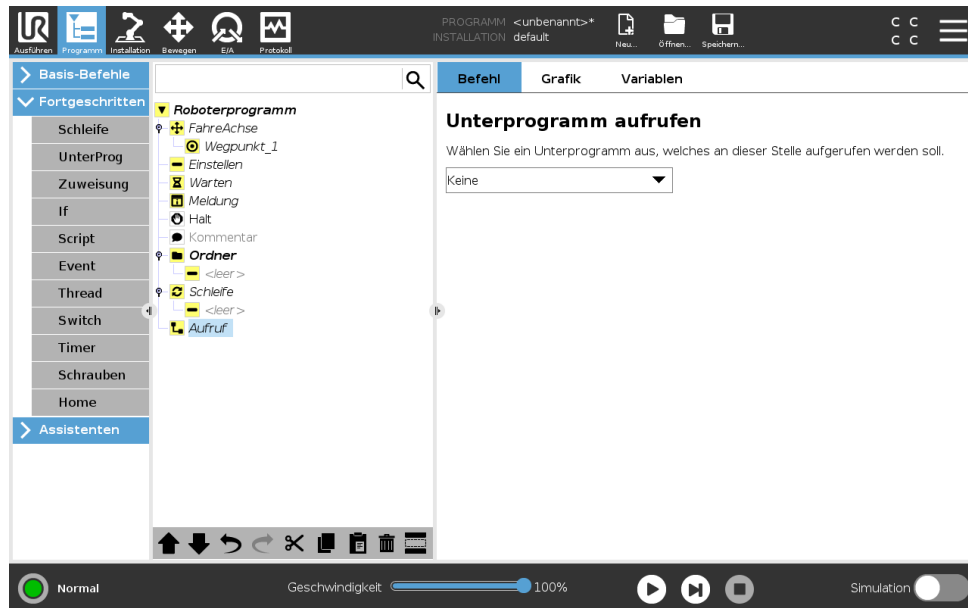 PROGRAMM <unbenannt>*
INSTALLATION default
Ausführen Programm Installation Bewegen E/A Protokoll
Neu... Öffnen... Speichern...
C C
C C
Basis-Befehle
Fortgeschritten
Schleife
UnterProg
Zuweisung
If
Script
Event
Thread
Switch
Timer
Schrauben
Home
Assistenten
Roboterprogramm
FahreAchse
Wegpunkt_1
Einstellen
Warten
Meldung
Halt
Kommentar
Ordner
<leer>
Schleife
<leer>
Aufruf
Befehl Grafik Variablen
Unterprogramm aufrufen
Wählen Sie ein Unterprogramm aus, welches an dieser Stelle aufgerufen werden soll.
Keine
Normal
Geschwindigkeit 100%
Simulation